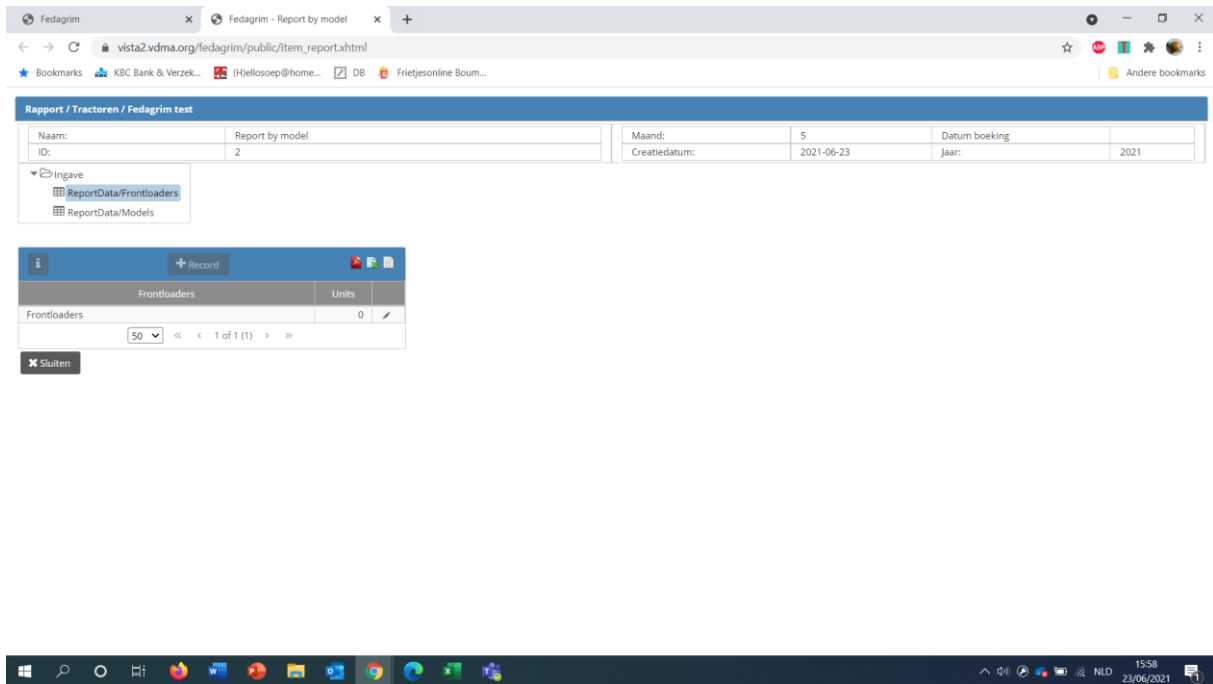 Fedagrim
Fedagrim - Report by model
vista2.vdma.org/fedagrim/public/item_report.xhtml
ABP
Bookmarks KBC Bank & Verzek... (H)ellosoep@home... DB Frietjesonline Boum... Andere bookmarks
Rapport / Tractoren / Fedagrim test
Naam: Report by model Maand: 5 Datum boeking
ID: 2 Creatiedatum: 2021-06-23 Jaar: 2021
Ingave
ReportData/Frontloaders
ReportData/Models
i Record
Frontloaders Units
Frontloaders 0
50 « < 1 of 1 (1) > »
Sluiten
NLD 15:58
23/06/2021